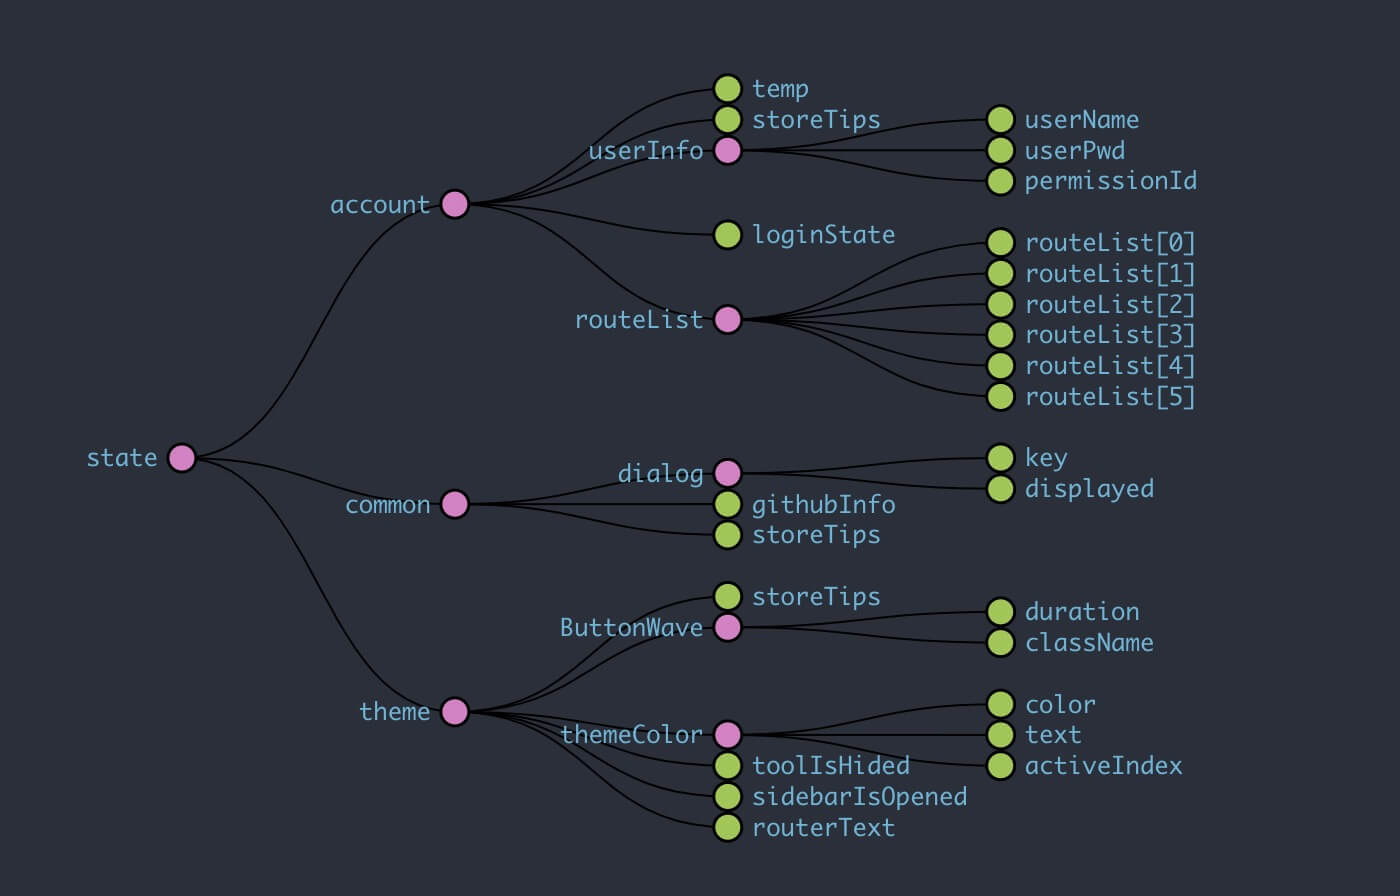 state
account
temp
storeTips
userInfo
userName
userPwd
permissionId
loginState
routeList
routeList[0]
routeList[1]
routeList[2]
routeList[3]
routeList[4]
routeList[5]
common
dialog
key
displayed
githubInfo
storeTips
theme
storeTips
ButtonWave
duration
className
themeColor
color
text
activeIndex
toolIsHided
sidebarIsOpened
routerText